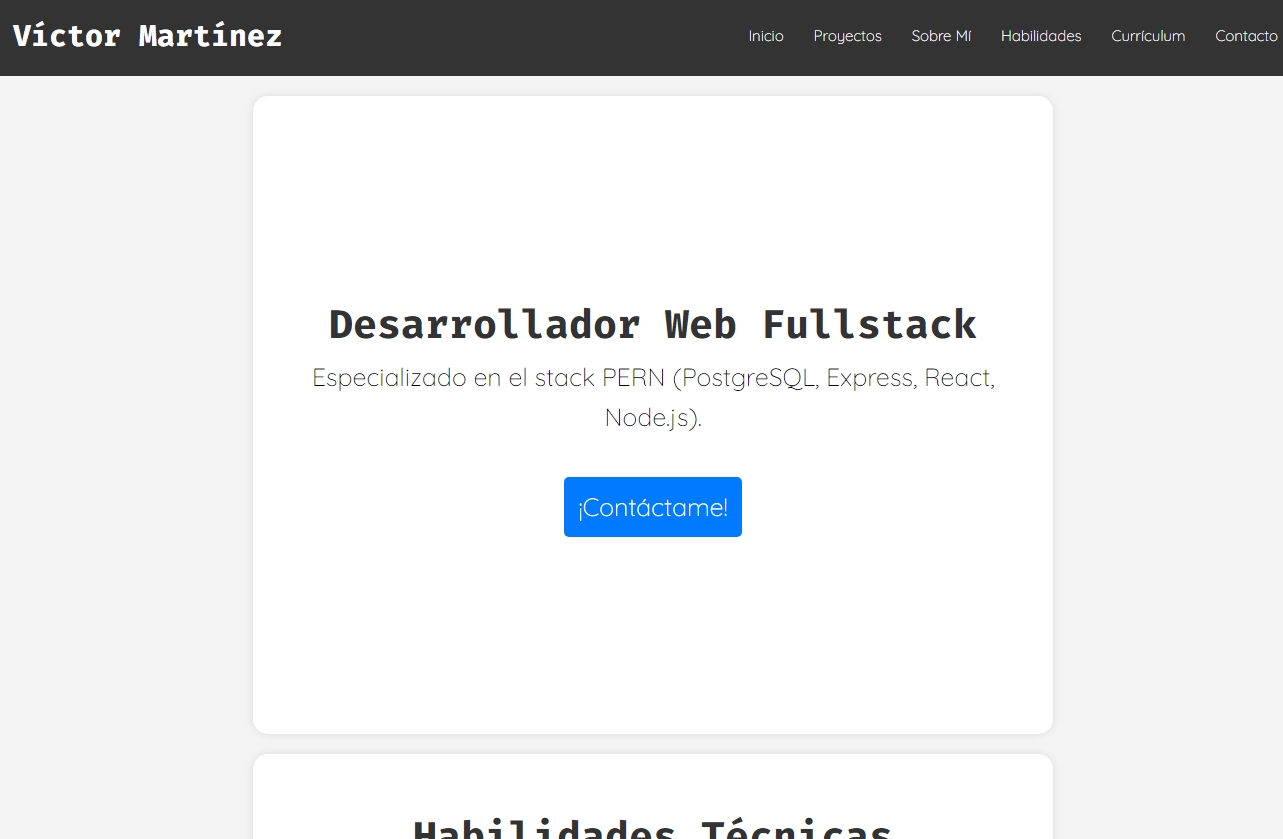 Víctor Martínez
Inicio Proyectos Sobre Mí Habilidades Currículum Contacto
Desarrollador Web Fullstack
Especializado en el stack PERN (PostgreSQL, Express, React,
Node.js).
¡Contáctame!
Habilidades Técnicas